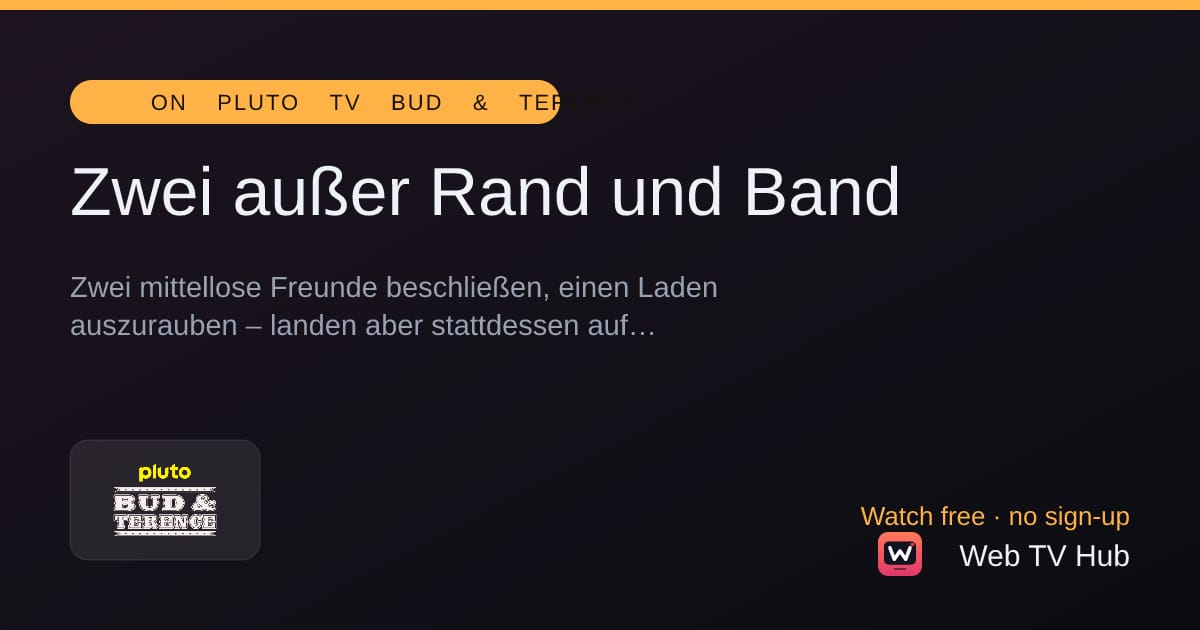 ON PLUTO TV BUD & TERENCE
Zwei außer Rand und Band
Zwei mittellose Freunde beschließen, einen Laden
auszurauben – landen aber stattdessen auf…
pluto
BUD &
TERENCE
Watch free · no sign-up
W
Web TV Hub